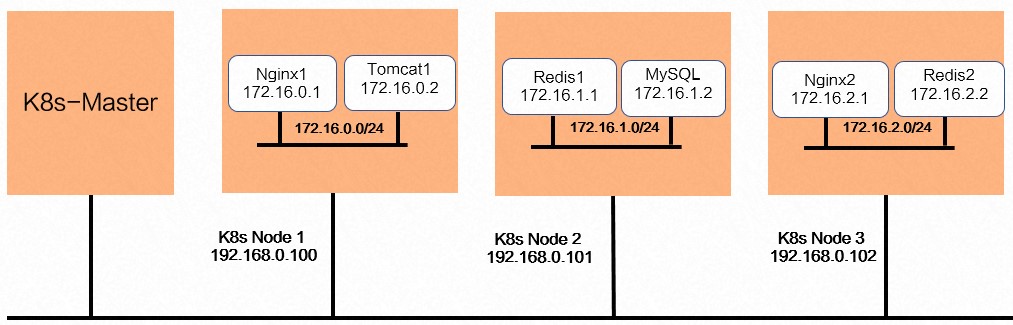 K8s-Master
Nginx1
172.16.0.1
Tomcat1
172.16.0.2
172.16.0.0/24
K8s Node 1
192.168.0.100
Redis1
172.16.1.1
MySQL
172.16.1.2
172.16.1.0/24
K8s Node 2
192.168.0.101
Nginx2
172.16.2.1
Redis2
172.16.2.2
172.16.2.0/24
K8s Node 3
192.168.0.102